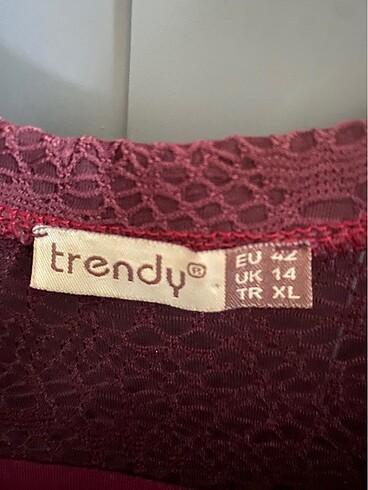 trendy®
EU 42
UK 14
TR XL